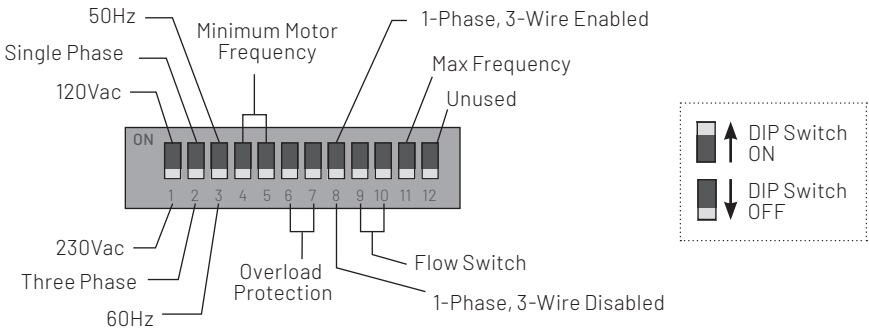 50Hz
Single Phase
120Vac
Minimum Motor
Frequency
1-Phase, 3-Wire Enabled
Max Frequency
Unused
ON
1 2 3 4 5 6 7 8 9 10 11 12
230Vac
Three Phase
60Hz
Overload
Protection
Flow Switch
1-Phase, 3-Wire Disabled
DIP Switch
ON
DIP Switch
OFF